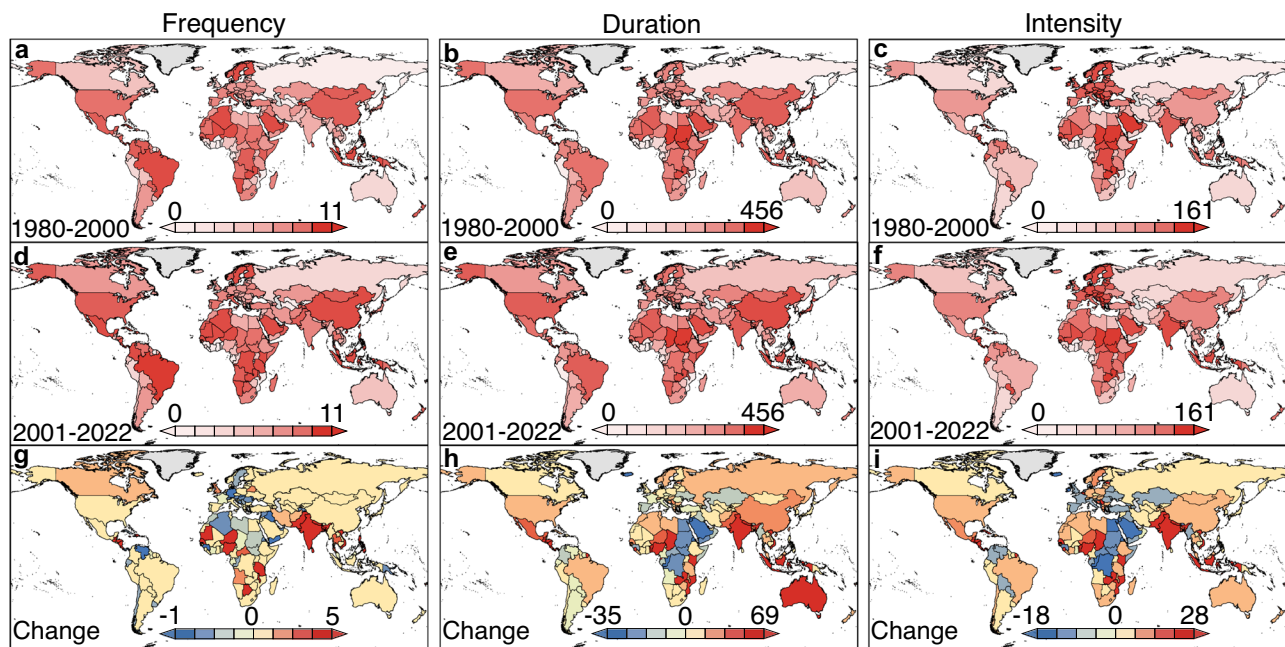 Frequency Duration Intensity
a b c
0 11 0 456 0 161
1980-2000 1980-2000 1980-2000
d e f
0 11 0 456 0 161
2001-2022 2001-2022 2001-2022
g h i
-1 0 5 -35 0 69 -18 0 28
Change Change Change